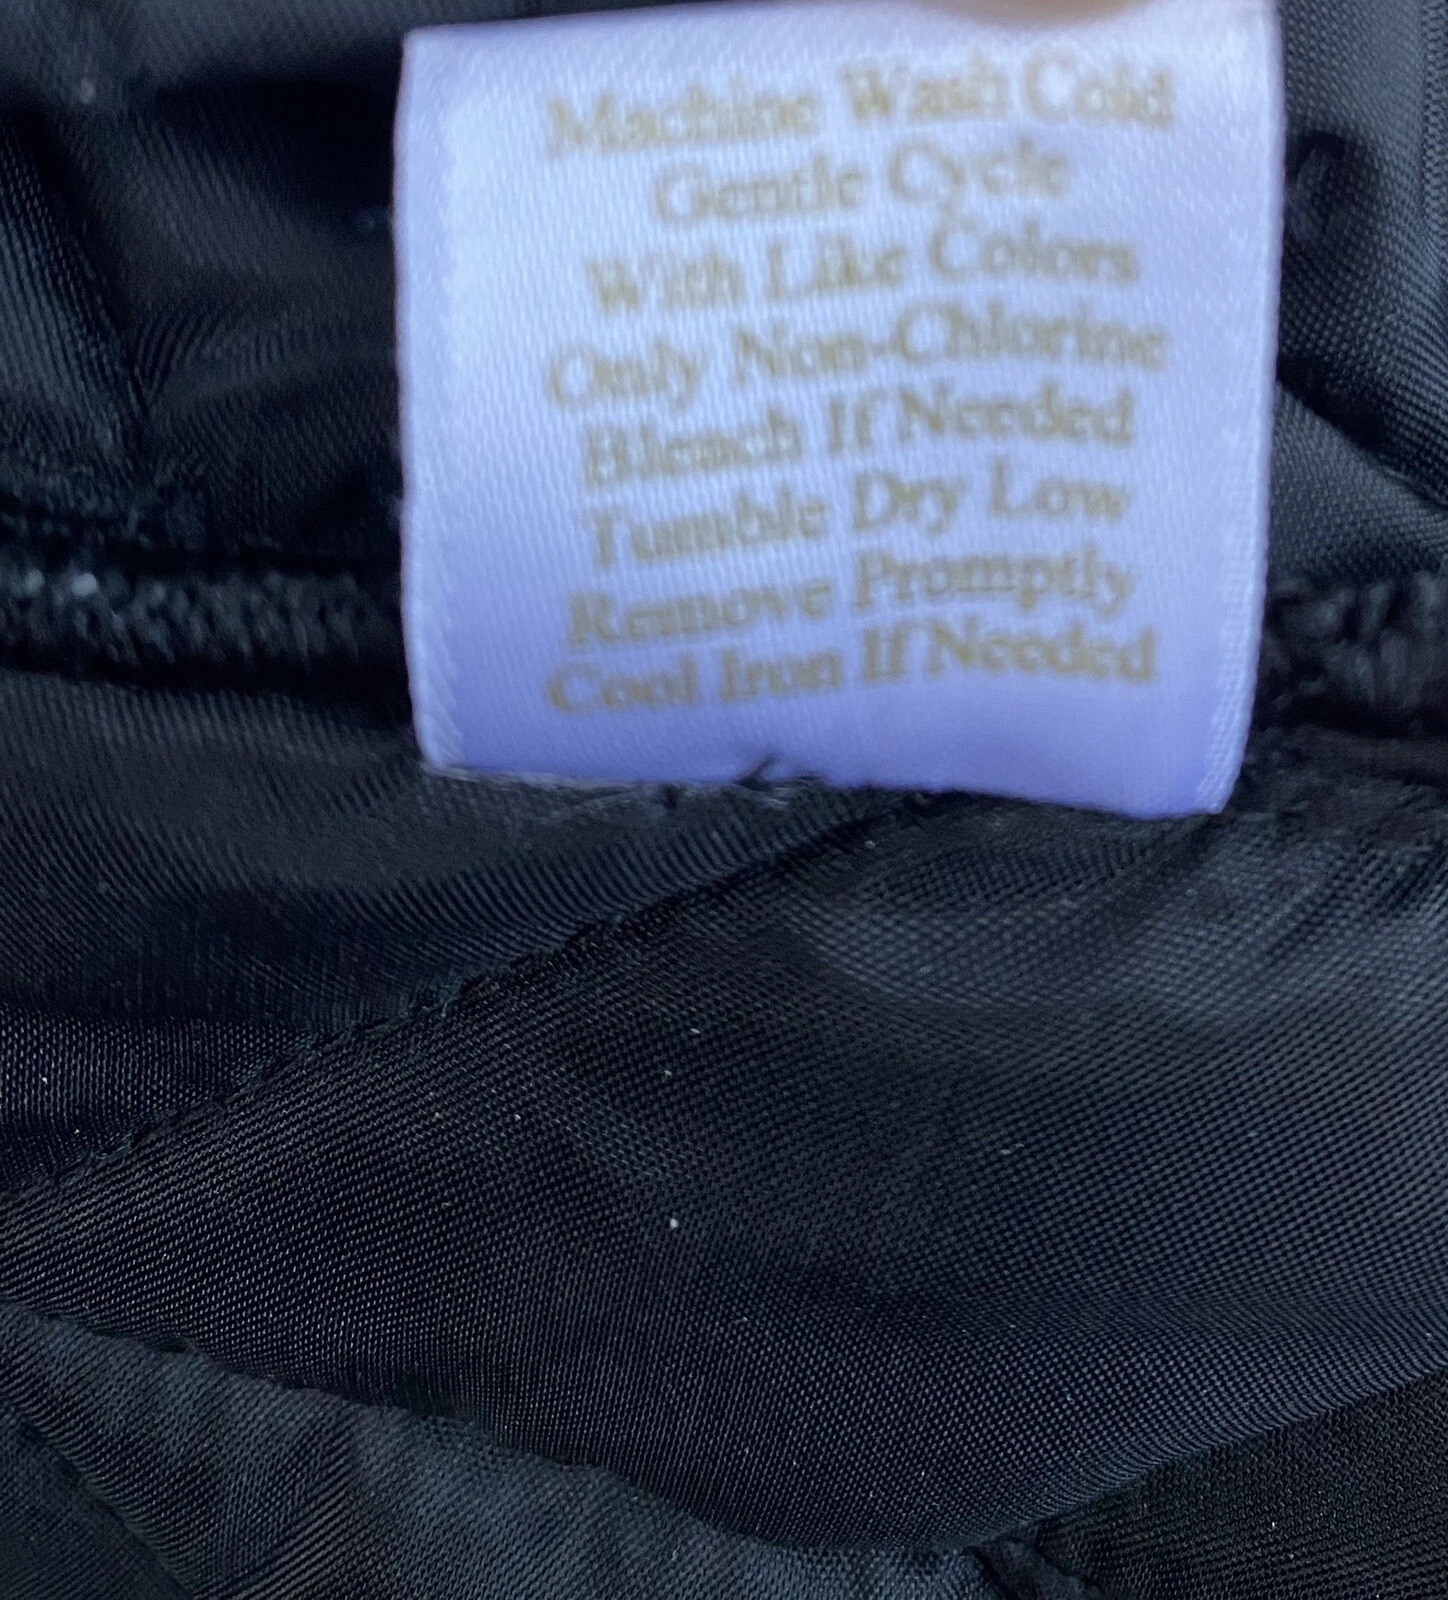 Machine Wash Cold
Gentle Cycle
With Like Colors
Only Non-Chlorine
Bleach If Needed
Tumble Dry Low
Remove Promptly
Cool Iron If Needed